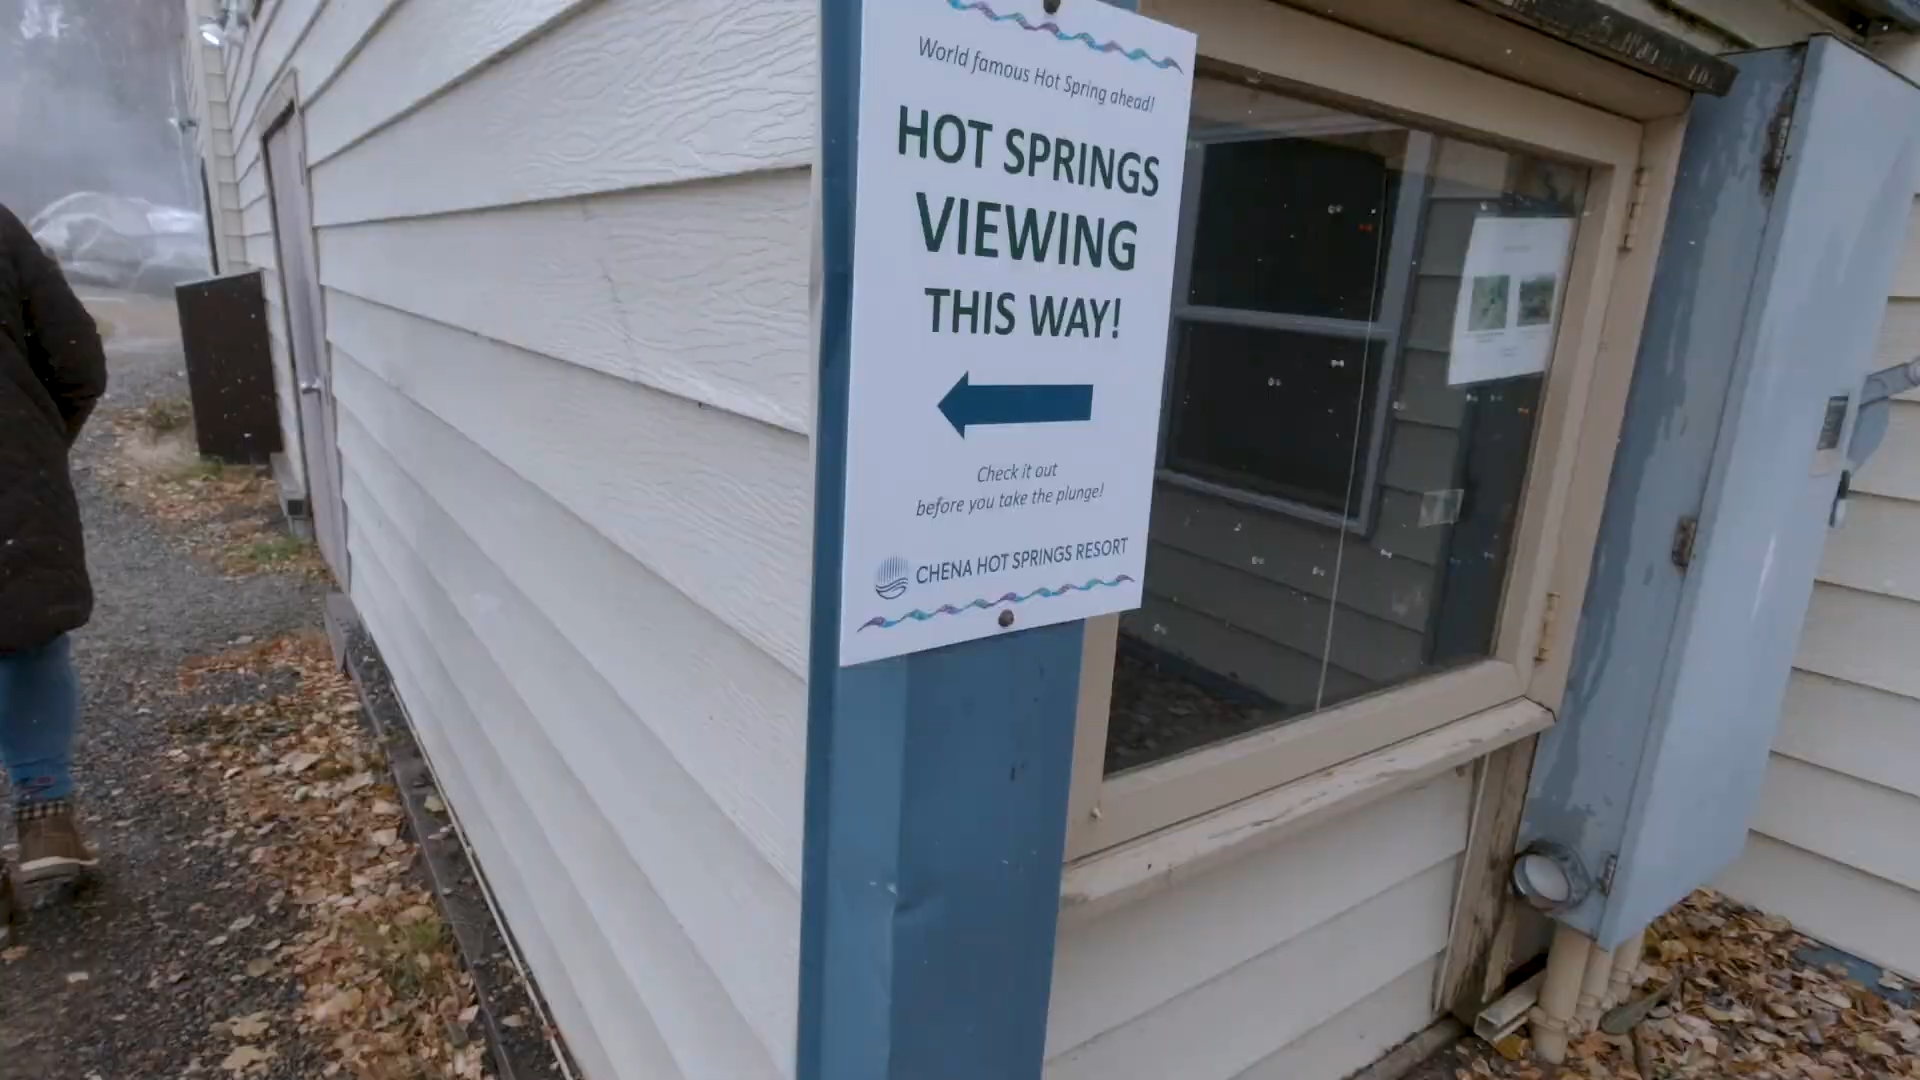 World famous Hot Spring ahead!
HOT SPRINGS
VIEWING
THIS WAY!
Check it out
before you take the plunge!
CHENA HOT SPRINGS RESORT